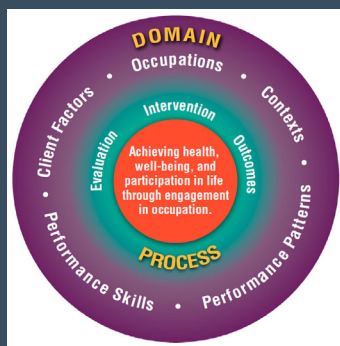 DOMAIN
Occupations
Client Factors
Contexts
Performance Skills
Performance Patterns
Evaluation
Intervention
Outcomes
Achieving health,
well-being, and
participation in life
through engagement
in occupation.
PROCESS